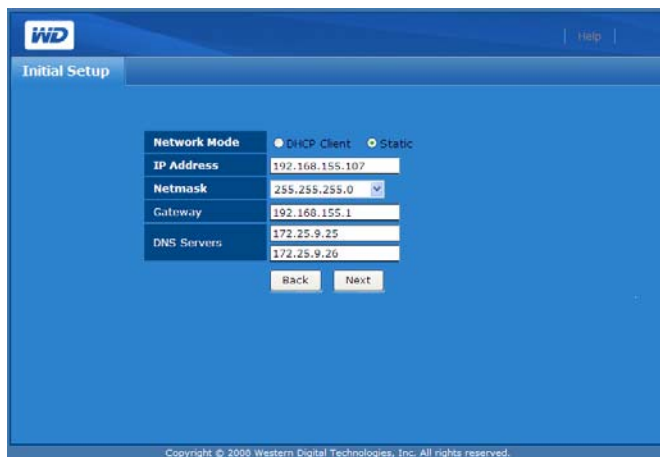 WD
Help
Initial Setup
Network Mode DHCP Client Static
IP Address 192.168.155.107
Netmask 255.255.255.0
Gateway 192.168.155.1
DNS Servers 172.25.9.25
172.25.9.26
Back Next
Copyright © 2008 Western Digital Technologies, Inc. All rights reserved.